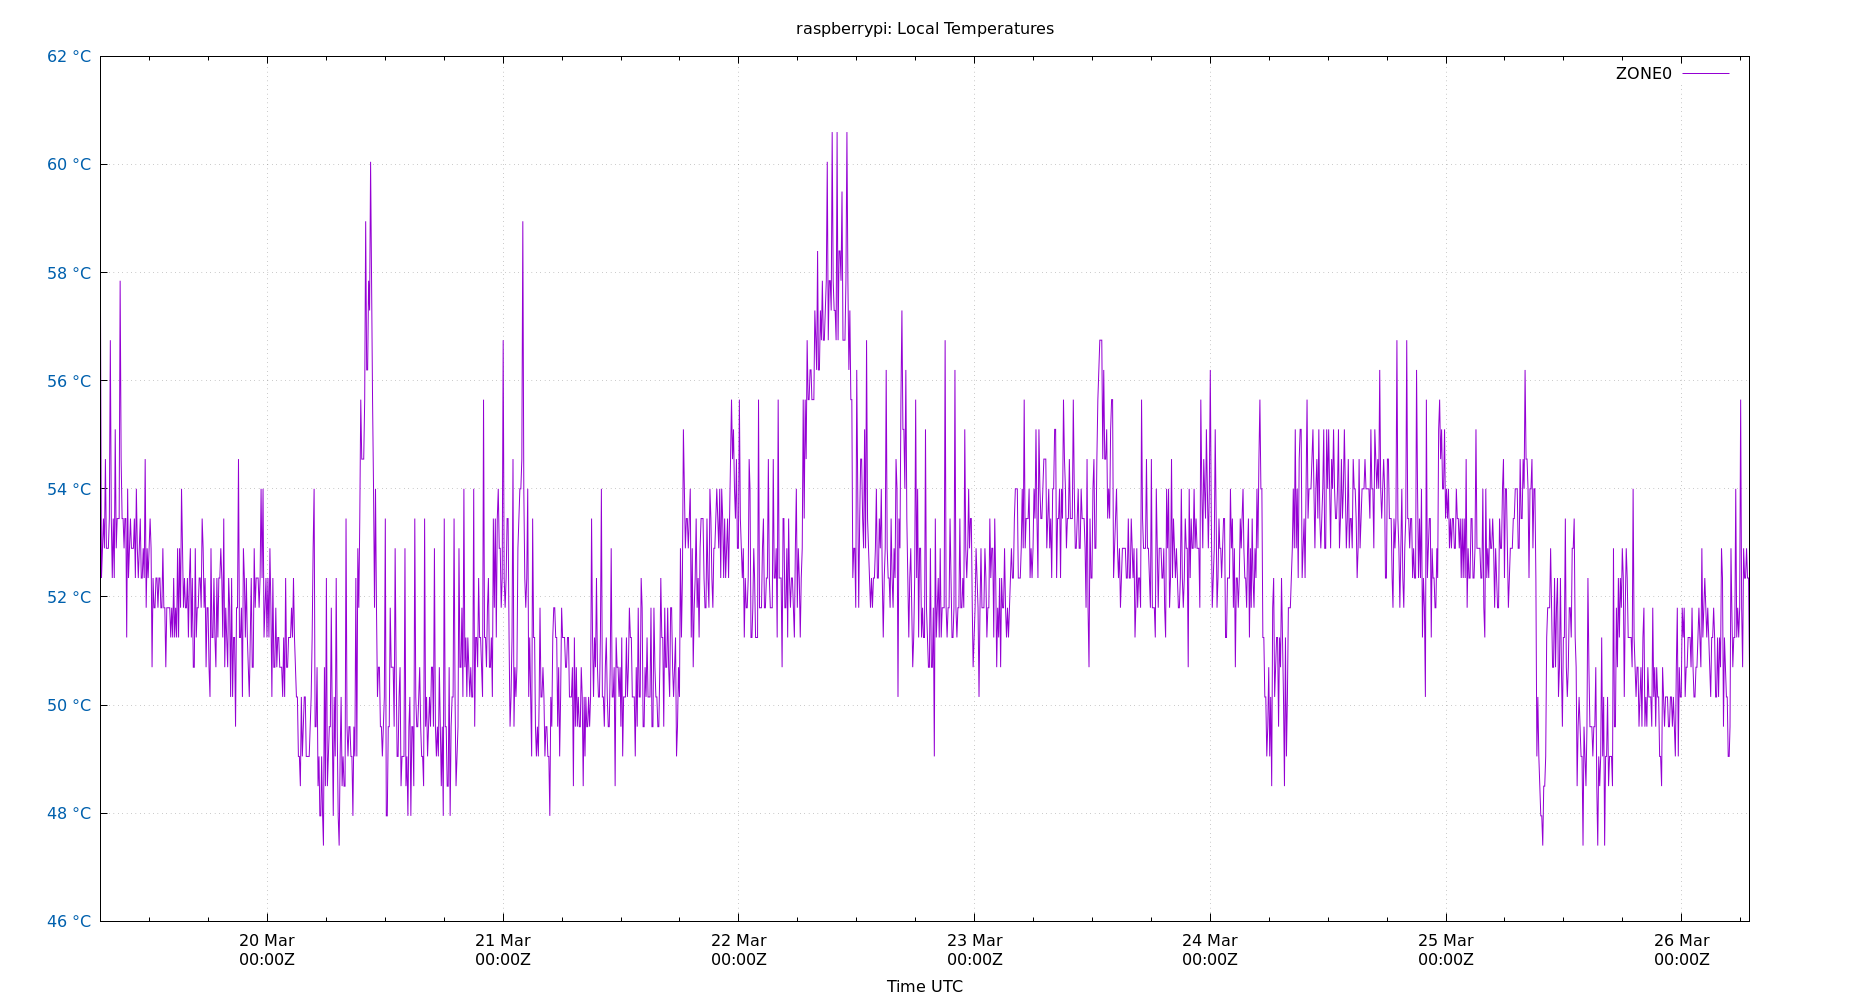 raspberrypi: Local Temperatures
62 °C
ZONE0
60 °C
58 °C
56 °C
54 °C
52 °C
50 °C
48 °C
46 °C
20 Mar 21 Mar 22 Mar 23 Mar 24 Mar 25 Mar 26 Mar
00:00Z 00:00Z 00:00Z 00:00Z 00:00Z 00:00Z 00:00Z
Time UTC